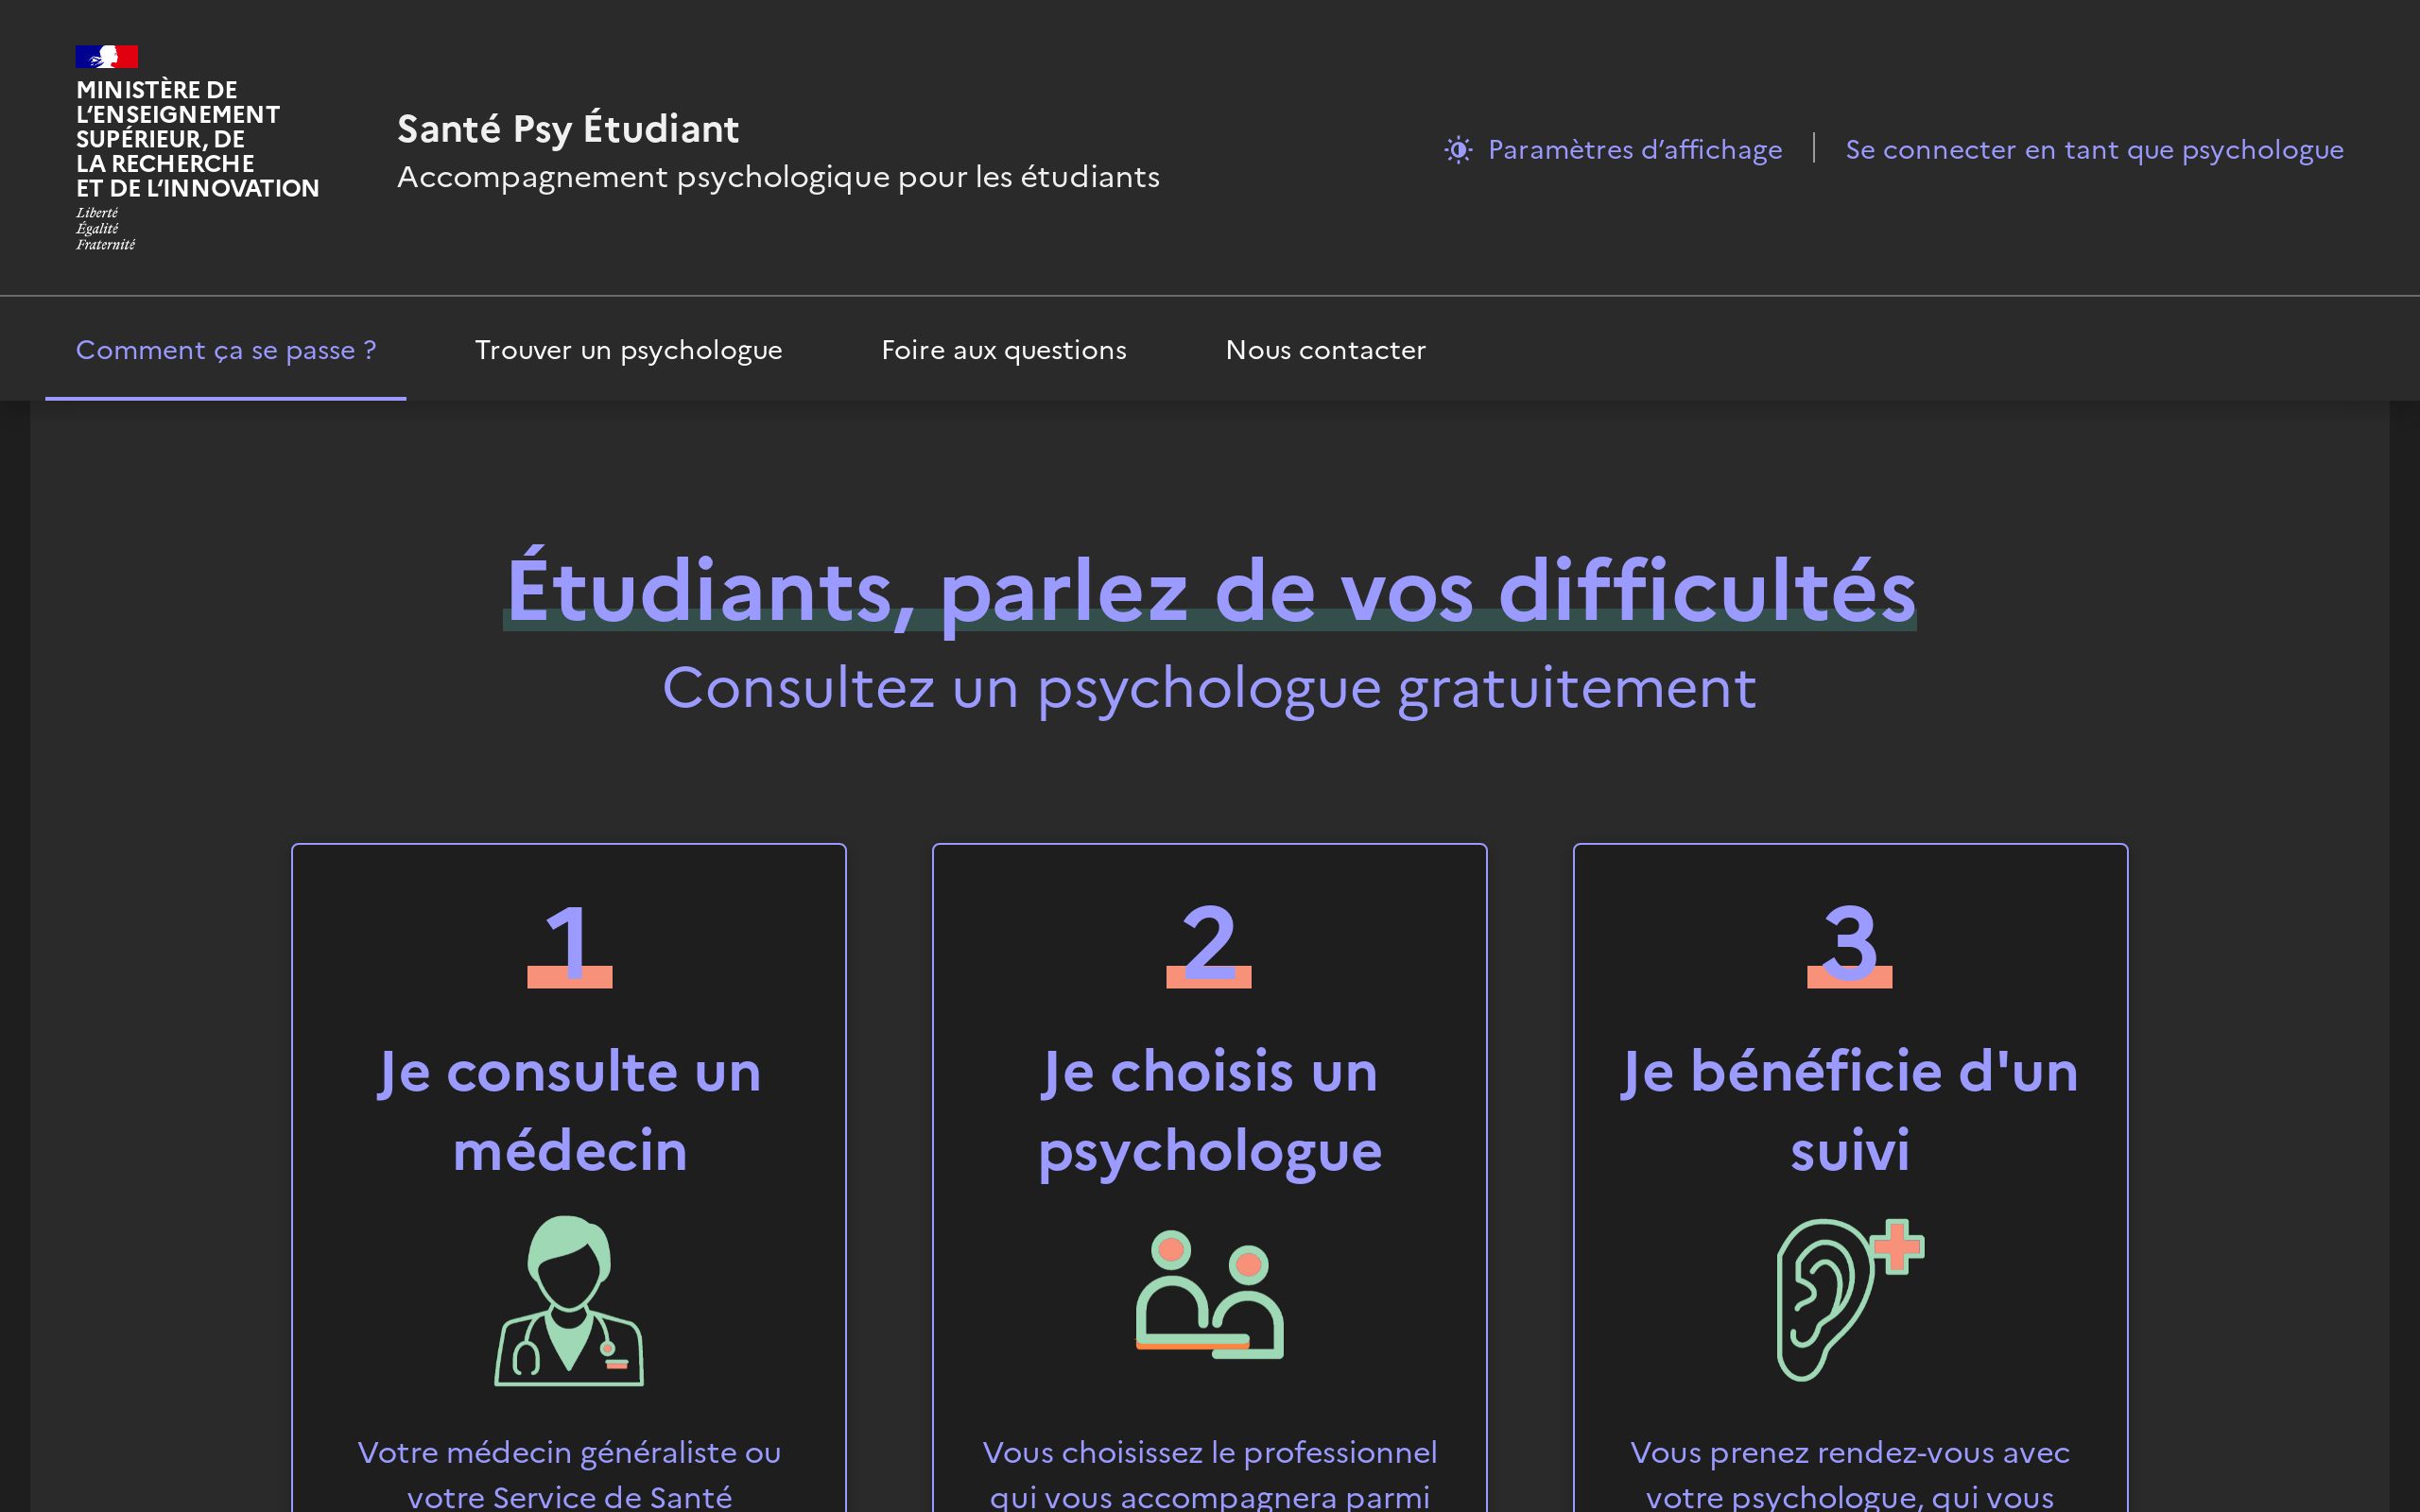 MINISTÈRE DE
L'ENSEIGNEMENT
SUPÉRIEUR, DE
LA RECHERCHE
ET DE L'INNOVATION
Liberté
Égalité
Fraternité
Santé Psy Étudiant
Accompagnement psychologique pour les étudiants
Paramètres d’affichage
Se connecter en tant que psychologue
Comment ça se passe ?
Trouver un psychologue
Foire aux questions
Nous contacter
Étudiants, parlez de vos difficultés
Consultez un psychologue gratuitement
1
Je consulte un
médecin
Votre médecin généraliste ou
votre Service de Santé
2
Je choisis un
psychologue
Vous choisissez le professionnel
qui vous accompagnera parmi
3
Je bénéficie d'un
suivi
Vous prenez rendez-vous avec
votre psychologue, qui vous